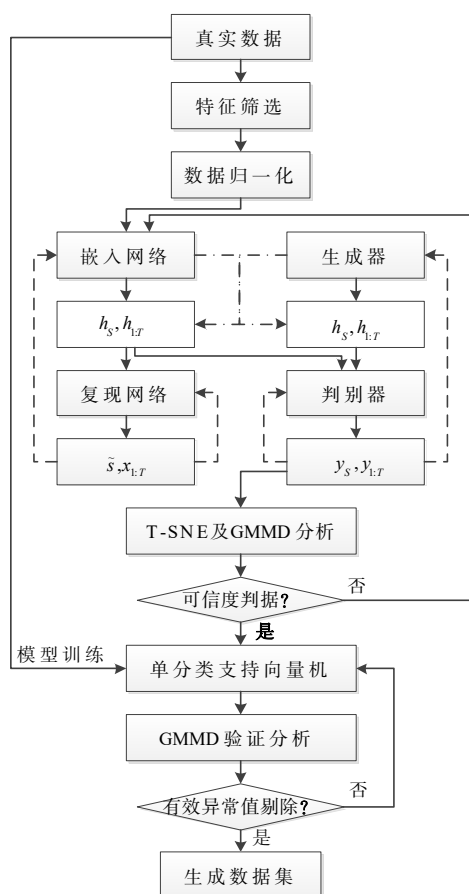 真实数据
特征筛选
数据归一化
嵌入网络
生成器
h_S, h_{1:T}
h_S, h_{1:T}
复现网络
判别器
s̃, x_{1:T}
y_S, y_{1:T}
T-SNE及GMMD分析
可信度判据？
否
是
模型训练
单分类支持向量机
GMMD验证分析
有效异常值剔除？
否
是
生成数据集